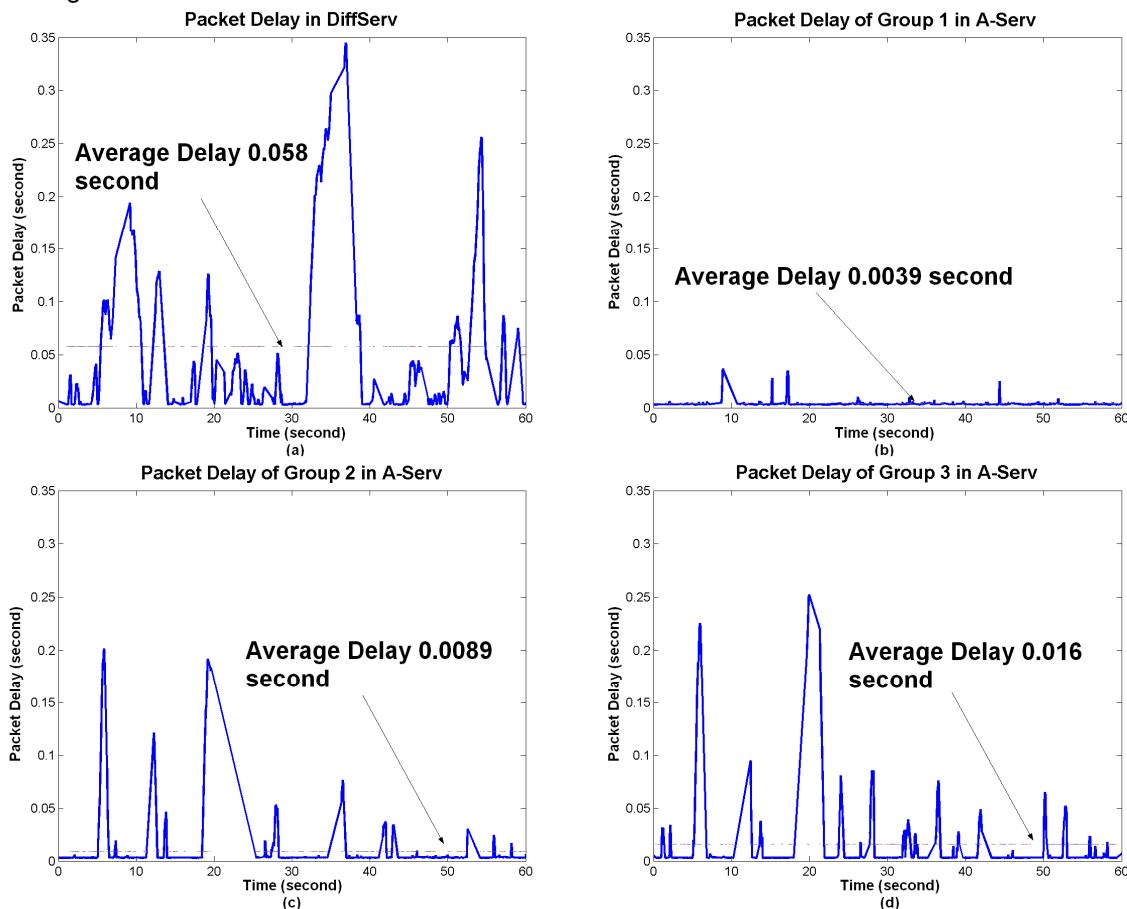 Packet Delay in DiffServ
0.35
0.3
0.25
0.2
0.15
0.1
0.05
0
Packet Delay (second)
Average Delay 0.058
second
0 10 20 30 40 50 60
Time (second)
(a)
Packet Delay of Group 1 in A-Serv
0.35
0.3
0.25
0.2
0.15
0.1
0.05
0
Packet Delay (second)
Average Delay 0.0039 second
0 10 20 30 40 50 60
Time (second)
(b)
Packet Delay of Group 2 in A-Serv
0.35
0.3
0.25
0.2
0.15
0.1
0.05
0
Packet Delay (second)
Average Delay 0.0089
second
0 10 20 30 40 50 60
Time (second)
(c)
Packet Delay of Group 3 in A-Serv
0.35
0.3
0.25
0.2
0.15
0.1
0.05
0
Packet Delay (second)
Average Delay 0.016
second
0 10 20 30 40 50 60
Time (second)
(d)